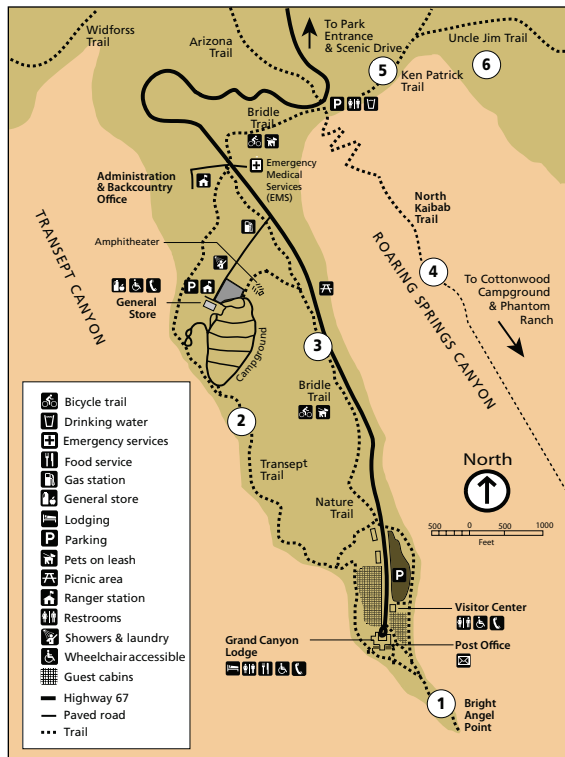 Widforss
Trail
Arizona
Trail
To Park
Entrance
& Scenic Drive
Uncle Jim Trail
5
6
Ken Patrick
Trail
P
Bridle
Trail
Emergency
Medical
Services
(EMS)
Administration
& Backcountry
Office
North
Kaibab
Trail
TRANSEPT CANYON
Amphitheater
ROARING SPRINGS CANYON
4
To Cottonwood
Campground
& Phantom
Ranch
P
General
Store
Campground
3
Bridle
Trail
2
Transept
Trail
Nature
Trail
North
500 0 500 1000
Feet
P
Visitor Center
Grand Canyon
Lodge
Post Office
1
Bright
Angel
Point
Bicycle trail
Drinking water
Emergency services
Food service
Gas station
General store
Lodging
P Parking
Pets on leash
Picnic area
Ranger station
Restrooms
Showers & laundry
Wheelchair accessible
Guest cabins
Highway 67
Paved road
Trail